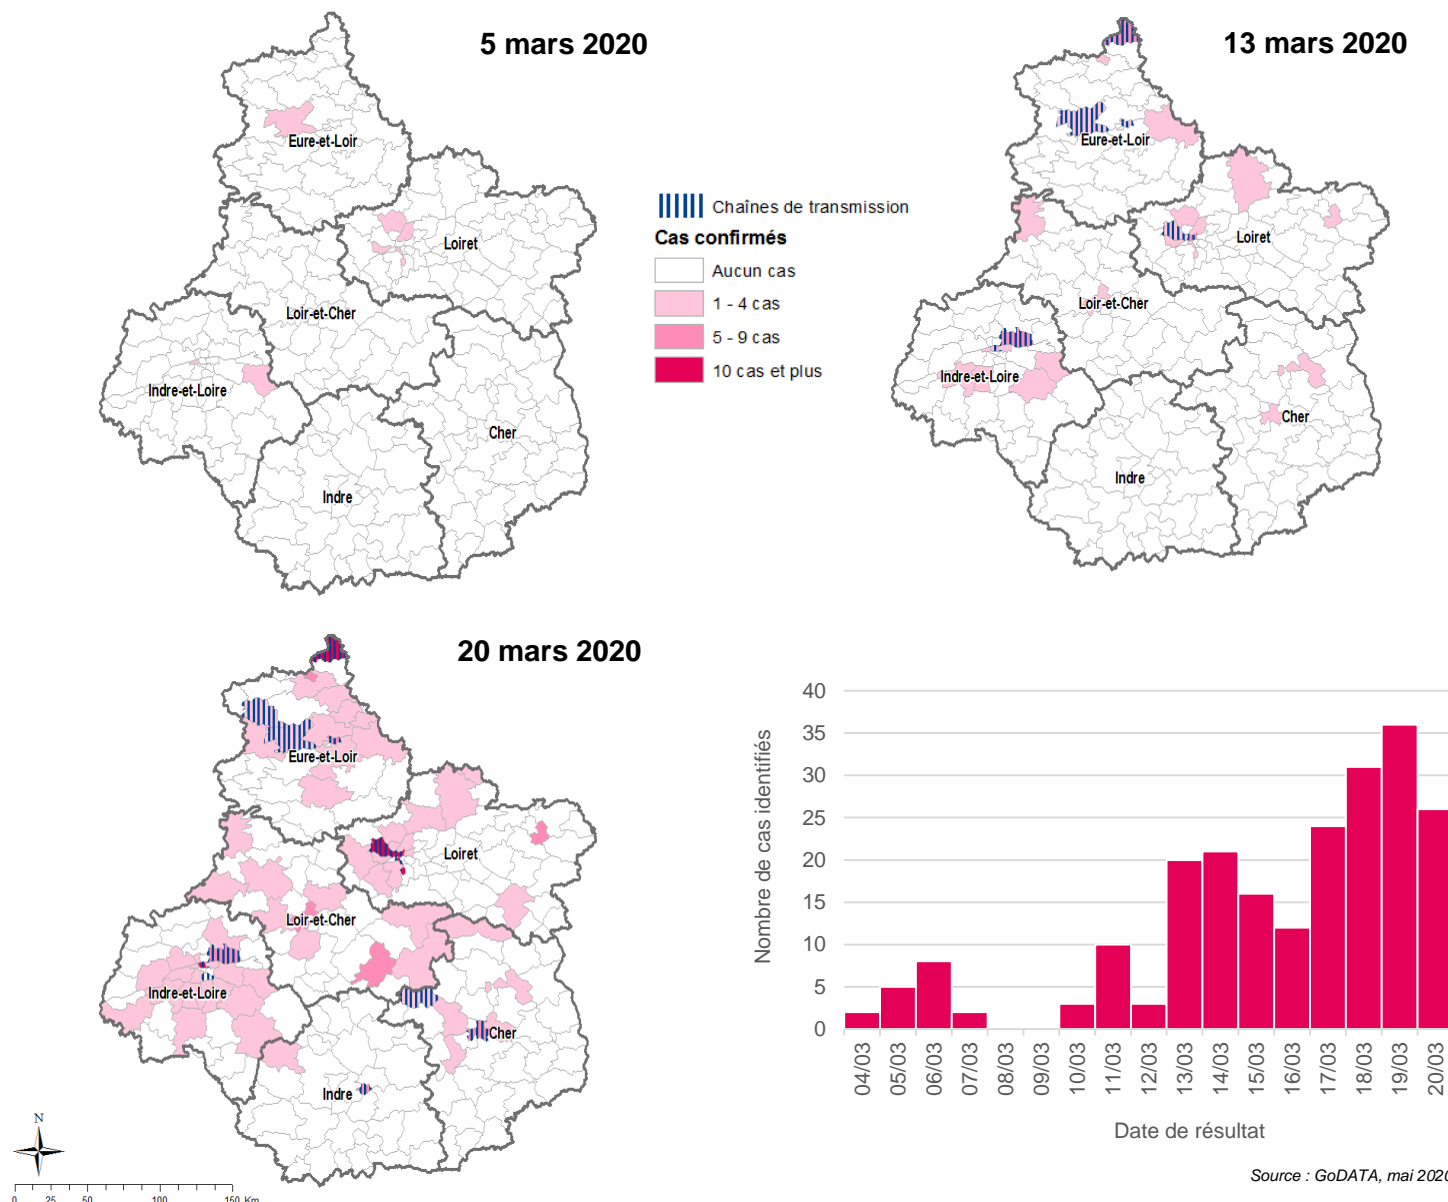 5 mars 2020
Eure-et-Loir
Loiret
Loir-et-Cher
Indre-et-Loire
Cher
Indre
Chaînes de transmission
Cas confirmés
Aucun cas
1 - 4 cas
5 - 9 cas
10 cas et plus
13 mars 2020
Eure-et-Loir
Loiret
Loir-et-Cher
Indre-et-Loire
Cher
Indre
20 mars 2020
Eure-et-Loir
Loiret
Loir-et-Cher
Indre-et-Loire
Cher
Indre
N
0 25 50 100 150 Km
Nombre de cas identifiés
40
35
30
25
20
15
10
5
0
04/03
05/03
06/03
07/03
08/03
09/03
10/03
11/03
12/03
13/03
14/03
15/03
16/03
17/03
18/03
19/03
20/03
Date de résultat
Source : GoDATA, mai 2020